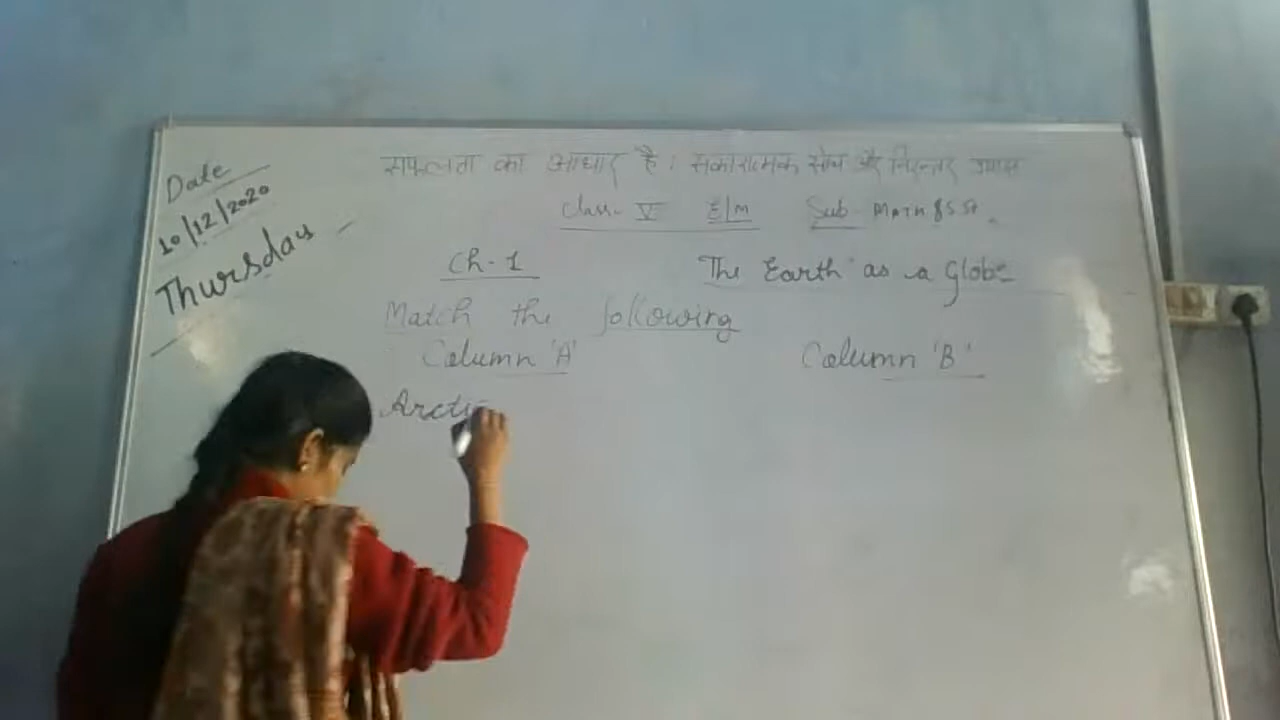 Date
10/12/2020
Thursday
सफलता का आधार है। सकारात्मक सोच और निरन्तर प्रयास
Class- V E/M Sub- Math & S.St.
Ch-1 The Earth as a Globe
Match the following
Column 'A' Column 'B'
Arcti